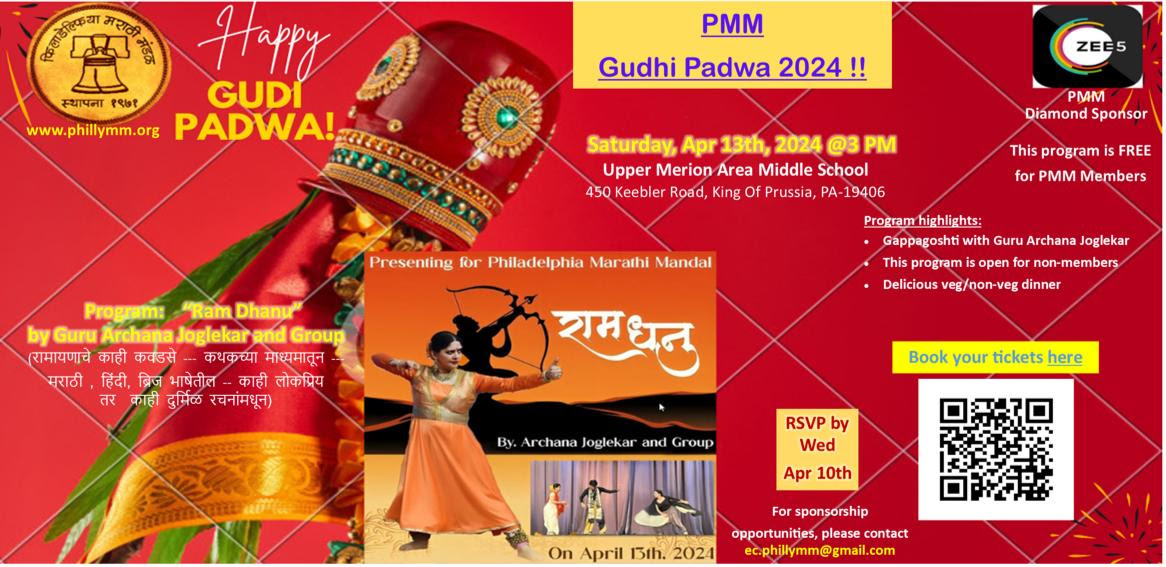 फिलाडेल्फिया मराठी मंडळ
स्थापना १९७१
www.phillymm.org
Happy
GUDI
PADWA!
PMM
Gudhi Padwa 2024 !!
ZEE5
PMM
Diamond Sponsor
Saturday, Apr 13th, 2024 @3 PM
Upper Merion Area Middle School
450 Keebler Road, King Of Prussia, PA-19406
This program is FREE
for PMM Members
Program highlights:
• Gappagoshti with Guru Archana Joglekar
• This program is open for non-members
• Delicious veg/non-veg dinner
Program: “Ram Dhanu”
by Guru Archana Joglekar and Group
(रामायणाचे काही कवडसे --- कथकच्या माध्यमातून ---
मराठी , हिंदी, ब्रिज भाषेतील -- काही लोकप्रिय
तर काही दुर्मिळ रचनांमधून)
Presenting for Philadelphia Marathi Mandal
राम धनु
By. Archana Joglekar and Group
On April 13th, 2024
Book your tickets here
RSVP by
Wed
Apr 10th
For sponsorship
opportunities, please contact
ec.phillymm@gmail.com